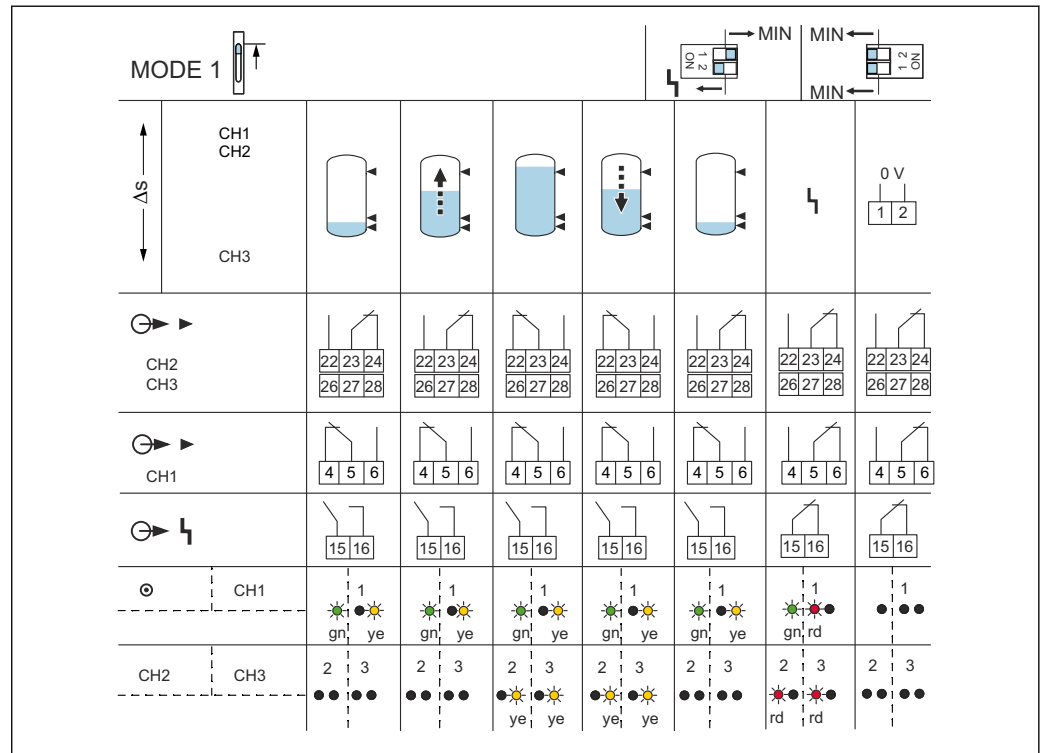 MODE 1
MIN MIN
ON 1 2 1 2 ON
MIN
Δs CH1
CH2
CH3
0 V
1 2
CH2
CH3
22 23 24 22 23 24 22 23 24 22 23 24 22 23 24 22 23 24 22 23 24
26 27 28 26 27 28 26 27 28 26 27 28 26 27 28 26 27 28 26 27 28
CH1
4 5 6 4 5 6 4 5 6 4 5 6 4 5 6 4 5 6 4 5 6
15 16 15 16 15 16 15 16 15 16 15 16 15 16
CH1 1 1 1 1 1 1 1
gn ye gn ye gn ye gn ye gn ye gn rd
CH2 CH3 2 3 2 3 2 3 2 3 2 3 2 3 2 3
ye ye ye ye rd rd